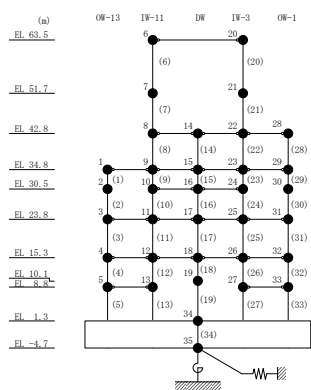 (m) OW-13 IW-11 DW IW-3 OW-1
EL 63.5 6 20
(6) (20)
EL 51.7 7 21
(7) (21)
EL 42.8 8 14 22 28
(8) (14) (22) (28)
EL 34.8 1 9 15 23 29
(1) (9) (15) (23) (29)
EL 30.5 2 10 16 24 30
(2) (10) (16) (24) (30)
EL 23.8 3 11 17 25 31
(3) (11) (17) (25) (31)
EL 15.3 4 12 18 26 32
(4) (12) (18) (26) (32)
EL 10.1 19
EL 8.8 5 13 27 33
(5) (13) (19) (27) (33)
EL 1.3 34
(34)
EL -4.7 35